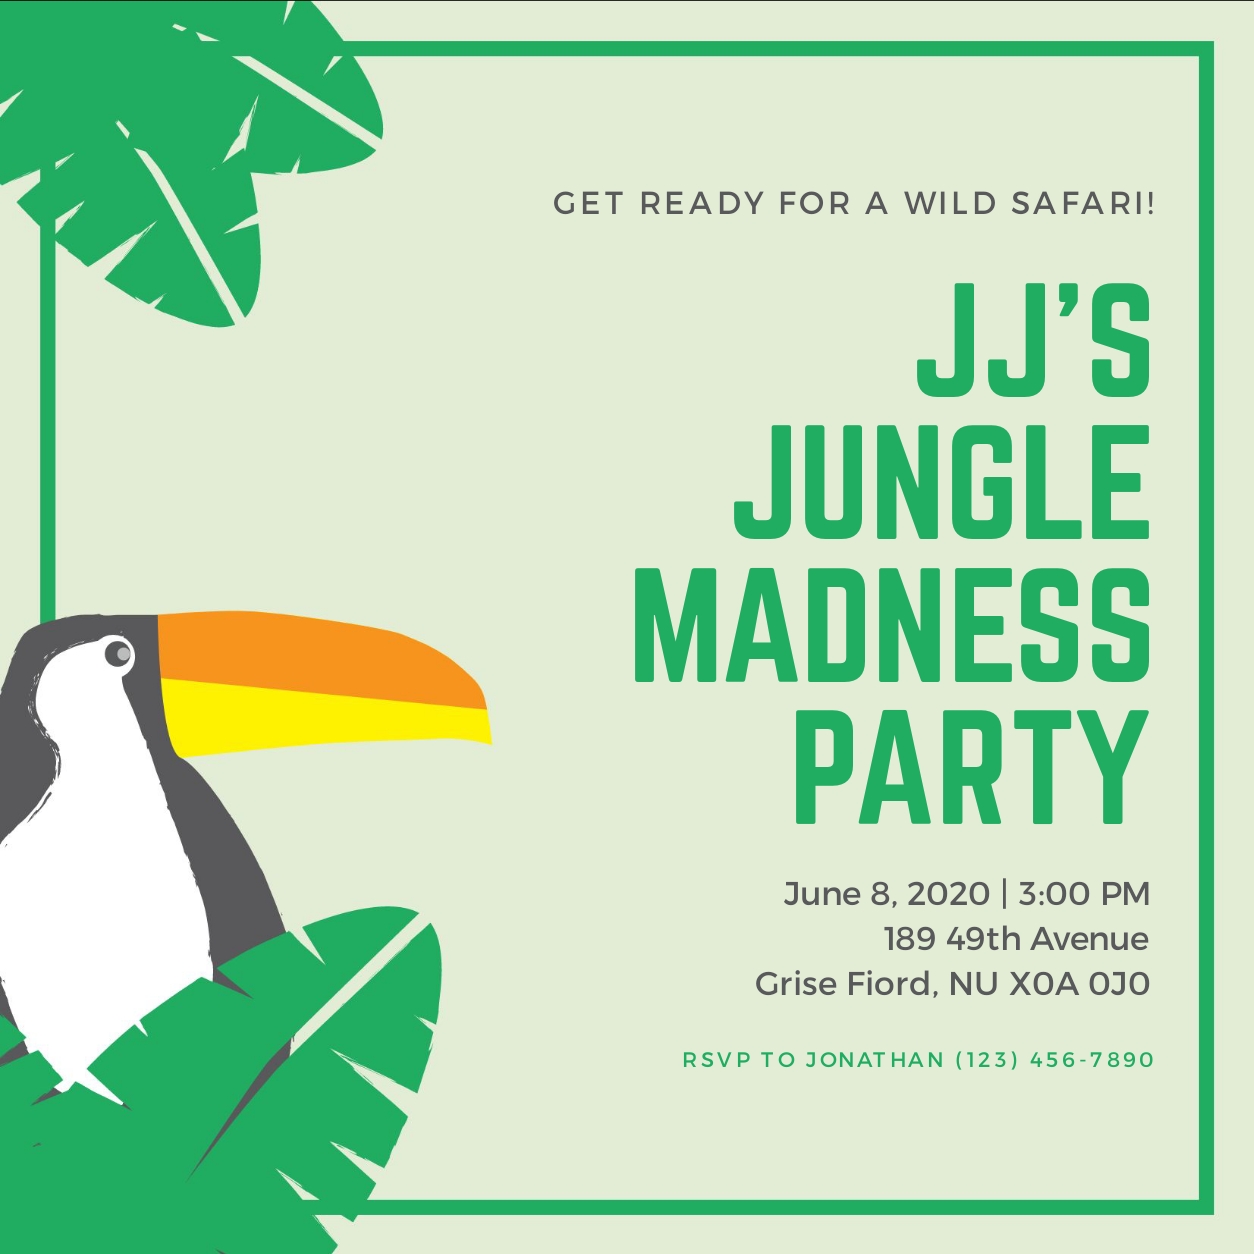 GET READY FOR A WILD SAFARI!
JJ’S
JUNGLE
MADNESS
PARTY
June 8, 2020 | 3:00 PM
189 49th Avenue
Grise Fiord, NU X0A 0J0
RSVP TO JONATHAN (123) 456-7890